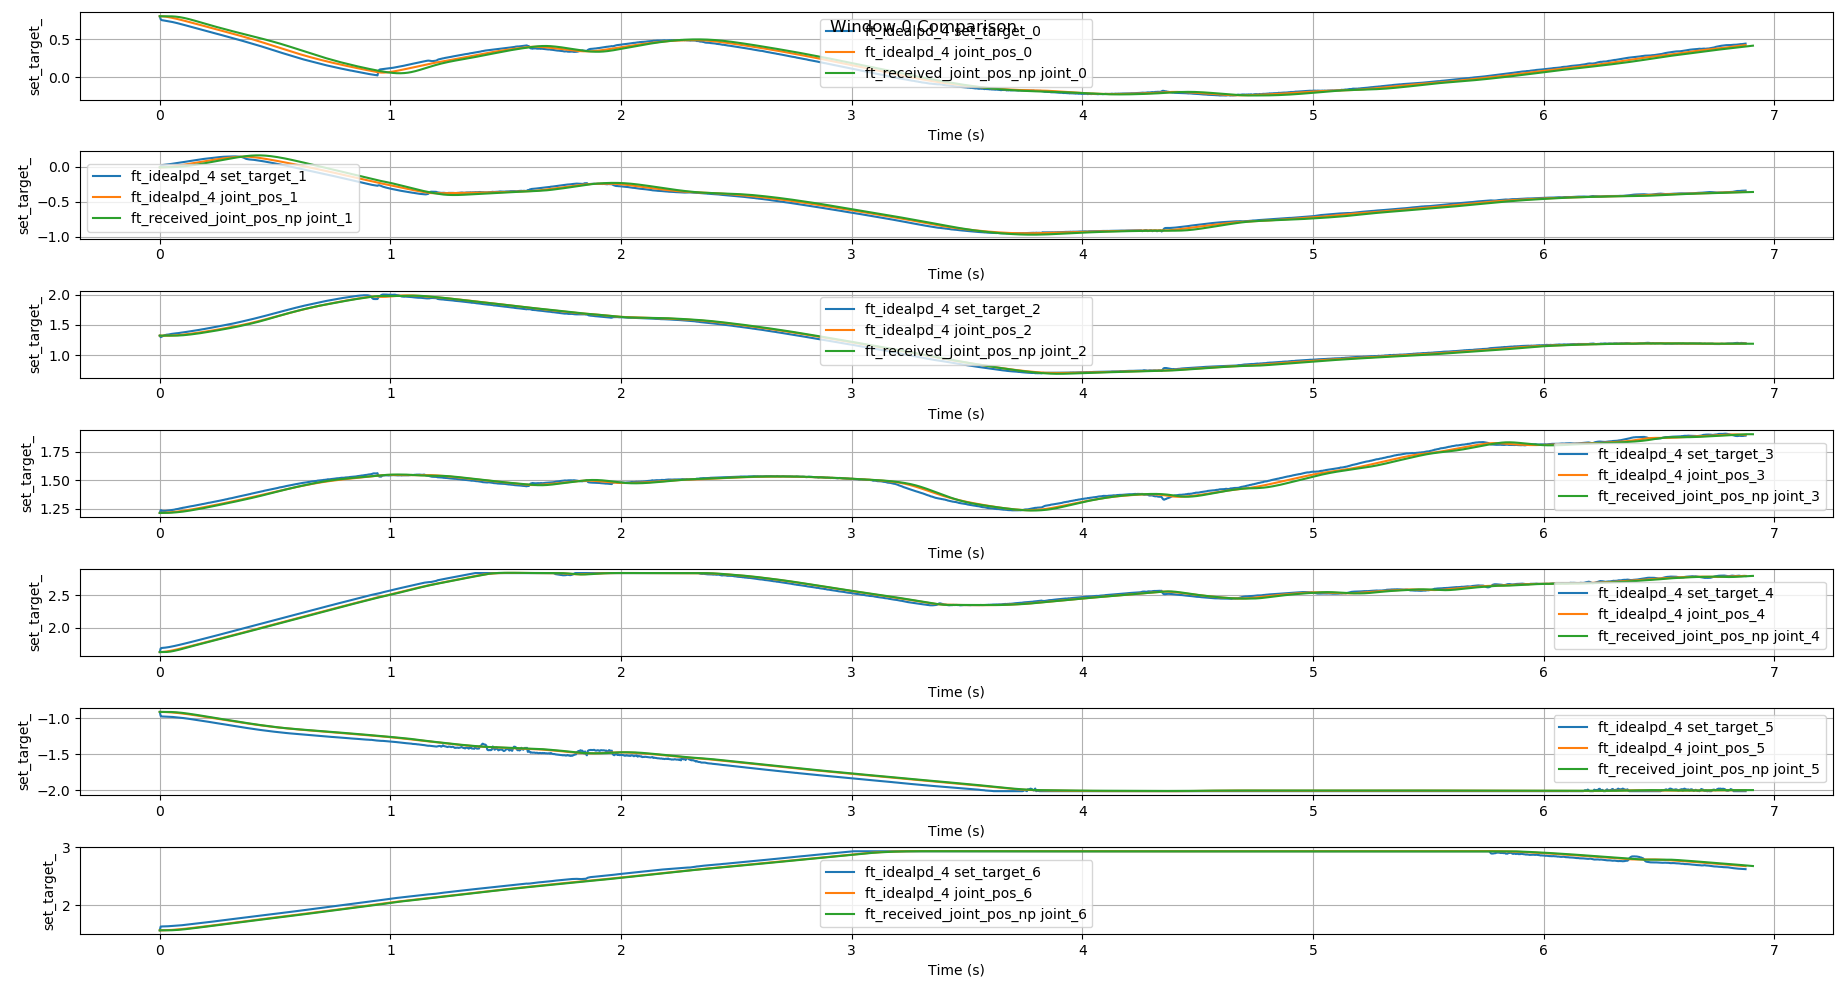 Window 0 Comparison
set_target_
0.5
0.0
ft_idealpd_4 set_target_0
ft_idealpd_4 joint_pos_0
ft_received_joint_pos_np joint_0
0 1 2 3 4 5 6 7
Time (s)
set_target_
0.0
−0.5
−1.0
ft_idealpd_4 set_target_1
ft_idealpd_4 joint_pos_1
ft_received_joint_pos_np joint_1
0 1 2 3 4 5 6 7
Time (s)
set_target_
2.0
1.5
1.0
ft_idealpd_4 set_target_2
ft_idealpd_4 joint_pos_2
ft_received_joint_pos_np joint_2
0 1 2 3 4 5 6 7
Time (s)
set_target_
1.75
1.50
1.25
ft_idealpd_4 set_target_3
ft_idealpd_4 joint_pos_3
ft_received_joint_pos_np joint_3
0 1 2 3 4 5 6 7
Time (s)
set_target_
2.5
2.0
ft_idealpd_4 set_target_4
ft_idealpd_4 joint_pos_4
ft_received_joint_pos_np joint_4
0 1 2 3 4 5 6 7
Time (s)
set_target_
−1.0
−1.5
−2.0
ft_idealpd_4 set_target_5
ft_idealpd_4 joint_pos_5
ft_received_joint_pos_np joint_5
0 1 2 3 4 5 6 7
Time (s)
set_target_
3
2
ft_idealpd_4 set_target_6
ft_idealpd_4 joint_pos_6
ft_received_joint_pos_np joint_6
0 1 2 3 4 5 6 7
Time (s)